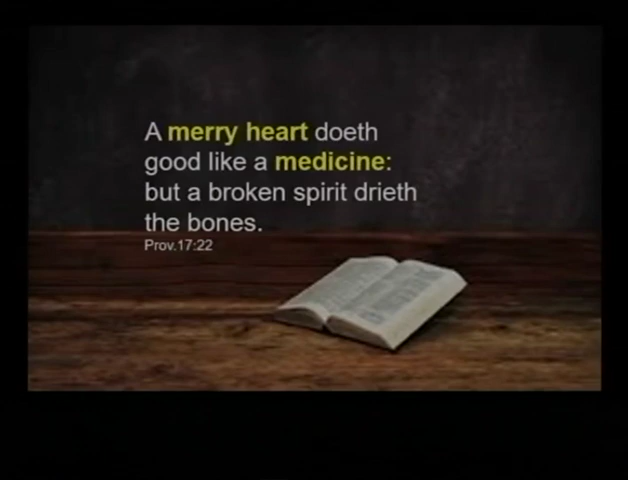 A merry heart doeth
good like a medicine:
but a broken spirit drieth
the bones.
Prov.17:22